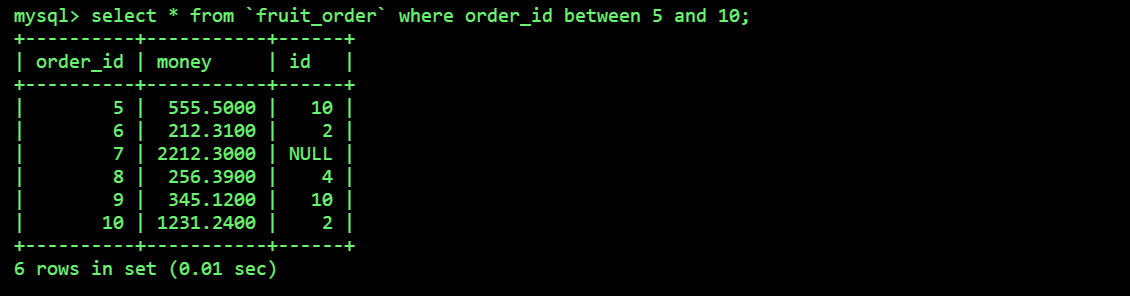 mysql> select * from `fruit_order` where order_id between 5 and 10;
+----------+-----------+------+
| order_id | money     | id   |
+----------+-----------+------+
|        5 |  555.5000 |   10 |
|        6 |  212.3100 |    2 |
|        7 | 2212.3000 | NULL |
|        8 |  256.3900 |    4 |
|        9 |  345.1200 |   10 |
|       10 | 1231.2400 |    2 |
+----------+-----------+------+
6 rows in set (0.01 sec)